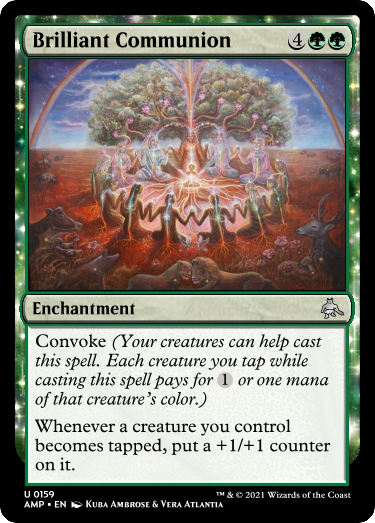 Brilliant Communion 4
Enchantment
Convoke (Your creatures can help cast
this spell. Each creature you tap while
casting this spell pays for 1 or one mana
of that creature's color.)
Whenever a creature you control
becomes tapped, put a +1/+1 counter
on it.
U 0159
AMP • EN Kuba Ambrose & Vera Atlantia
™ & © 2021 Wizards of the Coast